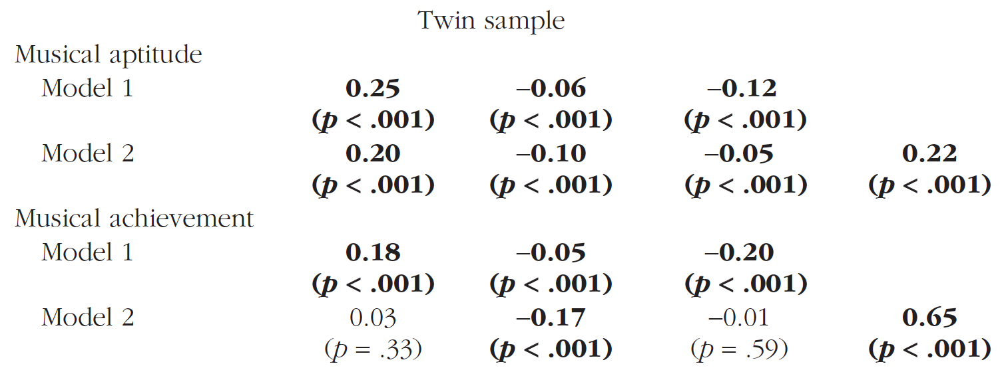 Twin sample
Musical aptitude
Model 1 0.25 –0.06 –0.12
(p < .001) (p < .001) (p < .001)
Model 2 0.20 –0.10 –0.05 0.22
(p < .001) (p < .001) (p < .001) (p < .001)
Musical achievement
Model 1 0.18 –0.05 –0.20
(p < .001) (p < .001) (p < .001)
Model 2 0.03 –0.17 –0.01 0.65
(p = .33) (p < .001) (p = .59) (p < .001)